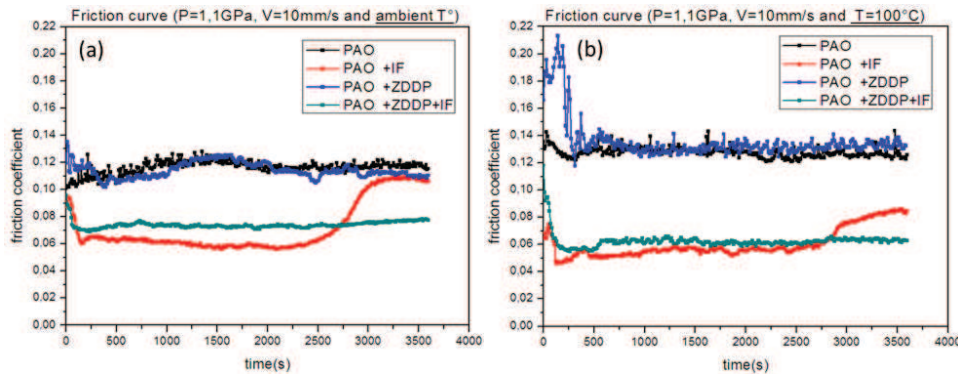 Friction curve (P=1,1GPa, V=10mm/s and ambient T°)
(a)
PAO
PAO +IF
PAO +ZDDP
PAO +ZDDP+IF
friction coefficient
0.22
0.20
0.18
0.16
0.14
0.12
0.10
0.08
0.06
0.04
0.02
0.00
0 500 1000 1500 2000 2500 3000 3500 4000
time(s)
Friction curve (P=1,1GPa, V=10mm/s and T=100°C)
(b)
PAO
PAO +IF
PAO +ZDDP
PAO +ZDDP+IF
friction coefficient
0.22
0.20
0.18
0.16
0.14
0.12
0.10
0.08
0.06
0.04
0.02
0.00
0 500 1000 1500 2000 2500 3000 3500 4000
time(s)